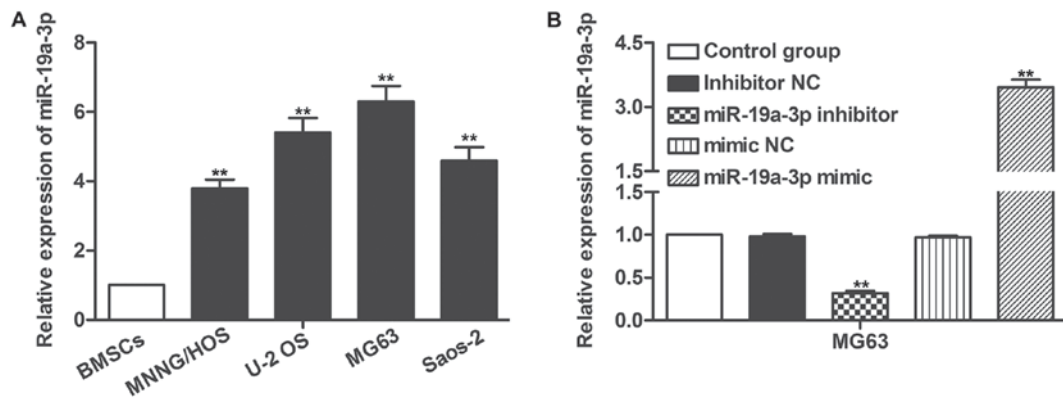 A
Relative expression of miR-19a-3p
8
6
4
2
0
**
**
**
**
BMSCs
MNNG/HOS
U-2 OS
MG63
Saos-2
B
Relative expression of miR-19a-3p
4.5
3.0
1.5
1.0
0.5
0.0
Control group
Inhibitor NC
miR-19a-3p inhibitor
mimic NC
miR-19a-3p mimic
**
**
MG63